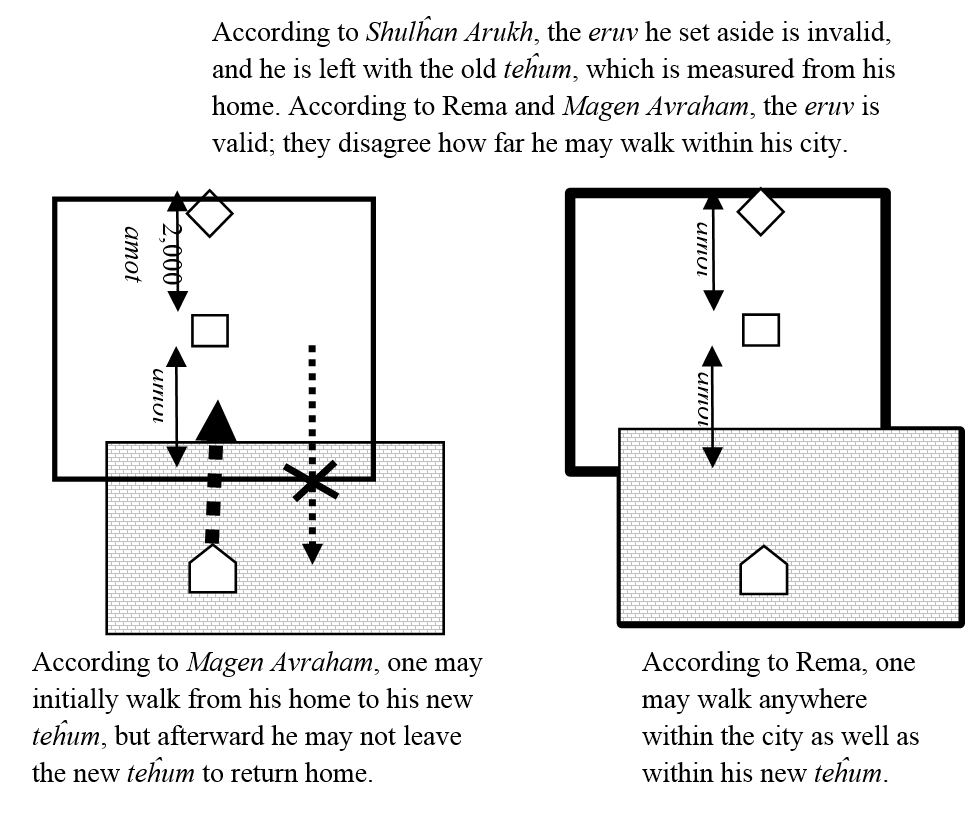 According to Shulĥan Arukh, the eruv he set aside is invalid,
and he is left with the old teĥum, which is measured from his
home. According to Rema and Magen Avraham, the eruv is
valid; they disagree how far he may walk within his city.
2,000
amot
amot
amot
amot
According to Magen Avraham, one may
initially walk from his home to his new
teĥum, but afterward he may not leave
the new teĥum to return home.
According to Rema, one
may walk anywhere
within the city as well as
within his new teĥum.